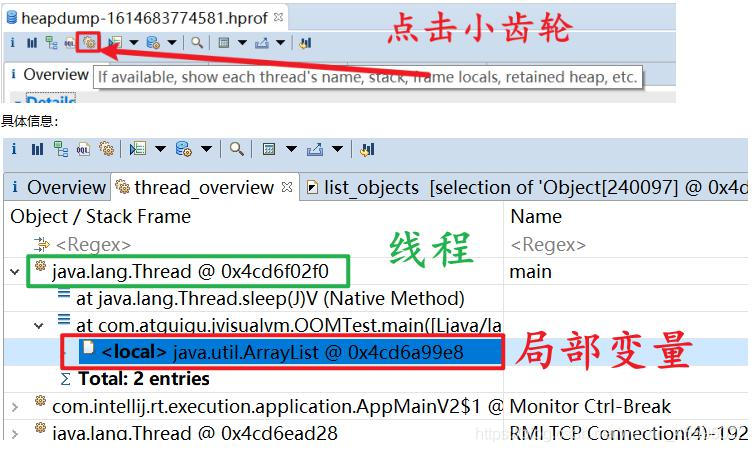 heapdump-1614683774581.hprof
点击小齿轮
i Overview
If available, show each thread's name, stack, frame locals, retained heap, etc.
Details
具体信息:
i Overview thread_overview list_objects [selection of 'Object[240097] @ 0x4c
Object / Stack Frame Name
<Regex> <Regex>
线程
java.lang.Thread @ 0x4cd6f02f0 main
at java.lang.Thread.sleep(J)V (Native Method)
at com.atguigu.jvisualvm.OOMTest.main([Ljava/la
<local> java.util.ArrayList @ 0x4cd6a99e8
局部变量
Σ Total: 2 entries
com.intellij.rt.execution.application.AppMainV2$1 @ Monitor Ctrl-Break
java.lang.Thread @ 0x4cd6ead28 RMI TCP Connection(4)-192